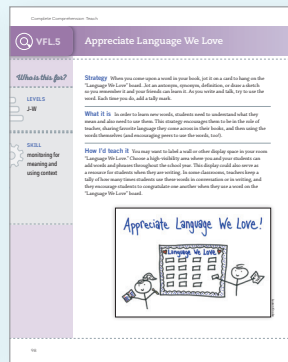 Complete Comprehension: Teach
VFL.5
Appreciate Language We Love
Who is this for?
LEVELS
J–W
SKILL
monitoring for
meaning and
using context
Strategy When you come upon a word in your book, jot it on a card to hang on the
"Language We Love" board. Jot an antonym, synonym, definition, or draw a sketch
so you remember it and your friends can learn it. As you write and talk, try to use the
word. Each time you do, add a tally mark.
What it is In order to learn new words, students need to understand what they
mean and also need to use them. This strategy encourages them to be in the role of
teacher, sharing favorite language they come across in their books, and then using the
words themselves (and encouraging peers to use the words, too!).
How I'd teach it You may want to label a wall or other display space in your room
"Language We Love." Choose a high-visibility area where you and your students can
add words and phrases throughout the school year. This display could also serve as
a resource for students when they are writing. In some classrooms, teachers keep a
tally of how many times students use these words in conversation or in writing, and
they encourage students to congratulate one another when they use a word on the
"Language We Love" board.
Appreciate Language We Love!
Language We Love